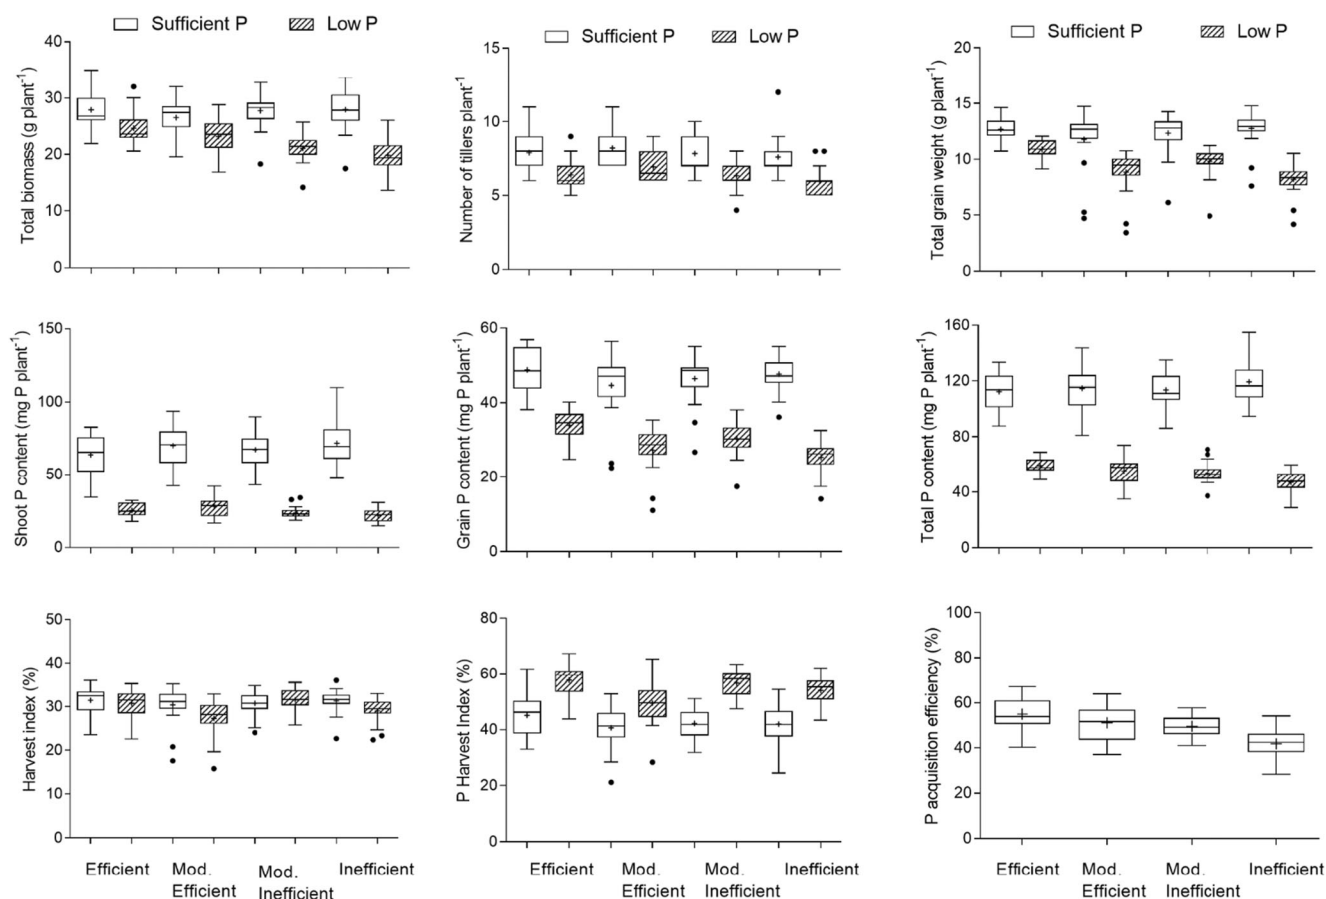 Sufficient P Low P
Total biomass (g plant⁻¹)
40
30
20
10
0
Sufficient P Low P
Number of tillers plant⁻¹)
15
10
5
0
Sufficient P Low P
Total grain weight (g plant⁻¹)
20
15
10
5
0
Shoot P content (mg P plant⁻¹)
150
100
50
0
Grain P content (mg P plant⁻¹)
60
40
20
0
Total P content (mg P plant⁻¹)
160
120
80
40
0
Harvest index (%)
50
40
30
20
10
0
Efficient Mod. Mod. Inefficient
Efficient Inefficient
P Harvest Index (%)
80
60
40
20
0
Efficient Mod. Mod. Inefficient
Efficient Inefficient
P acquisition efficiency (%)
100
80
60
40
20
0
Efficient Mod. Mod. Inefficient
Efficient Inefficient